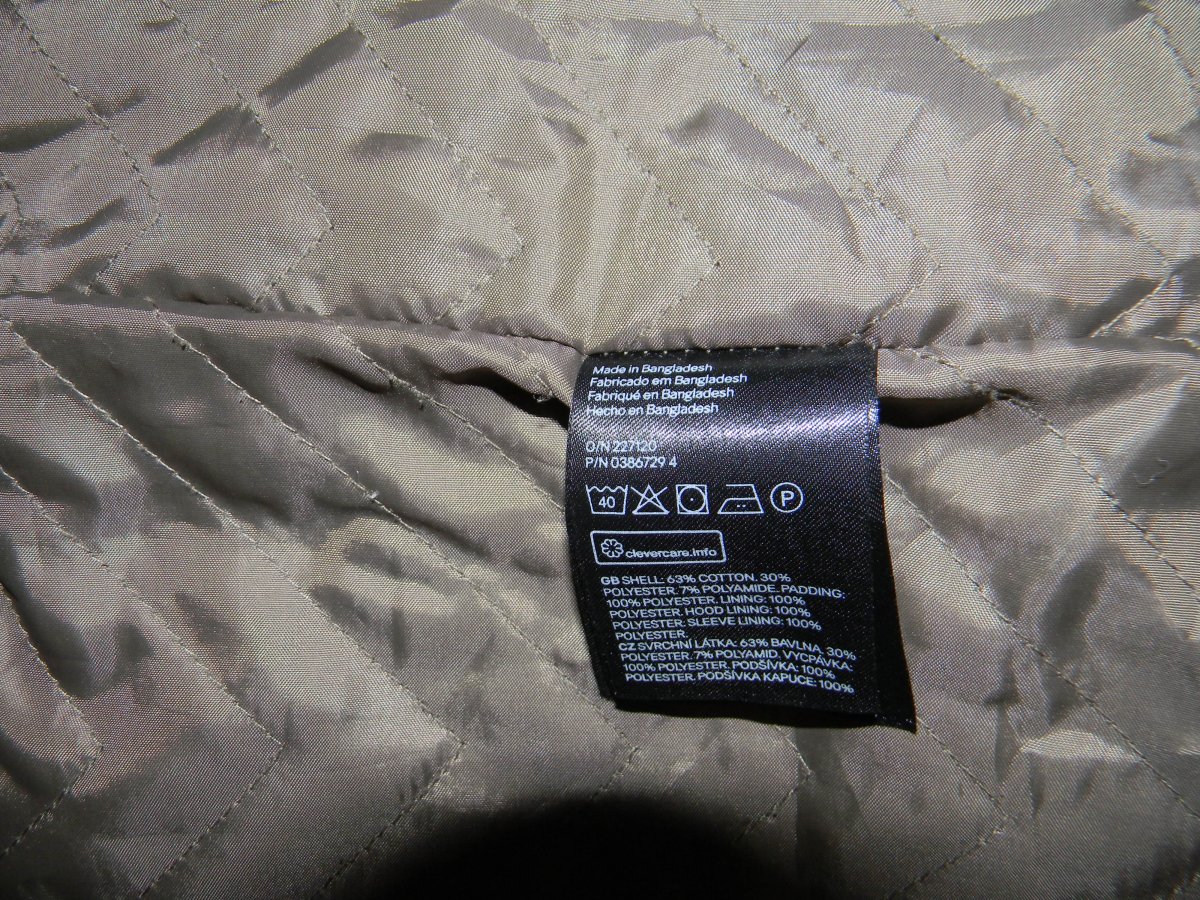 Made in Bangladesh
Fabricado em Bangladesh
Fabriqué en Bangladesh
Hecho en Bangladesh
O/N 227120
P/N 0386729 4
40 P
clevercare.info
GB SHELL: 63% COTTON. 30%
POLYESTER. 7% POLYAMIDE. PADDING:
100% POLYESTER. LINING: 100%
POLYESTER. HOOD LINING: 100%
POLYESTER. SLEEVE LINING: 100%
POLYESTER.
CZ SVRCHNÍ LÁTKA: 63% BAVLNA. 30%
POLYESTER. 7% POLYAMID. VYCPÁVKA:
100% POLYESTER. PODŠÍVKA: 100%
POLYESTER. PODŠÍVKA KAPUCE: 100%